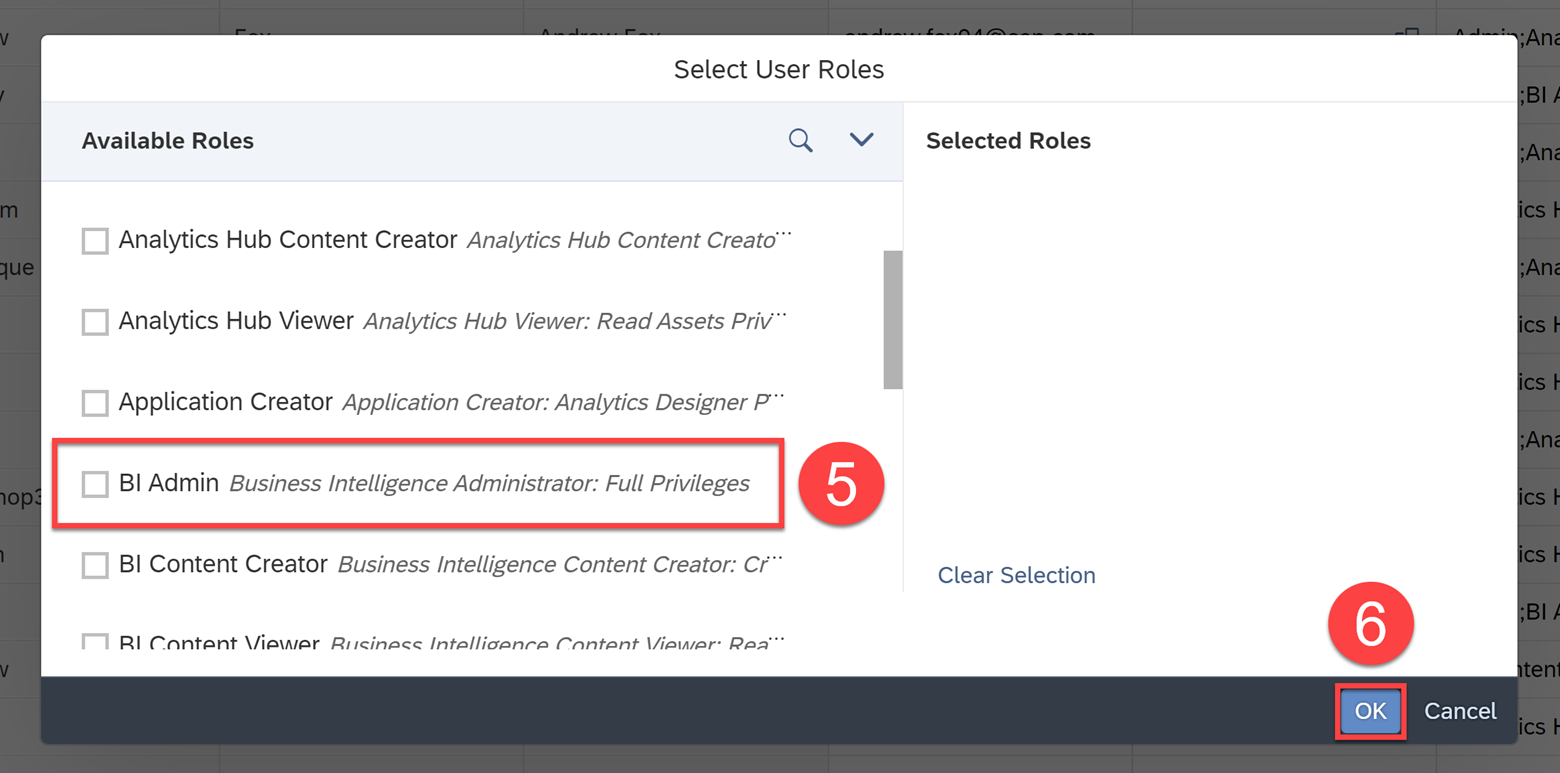 Select User Roles
Available Roles
Selected Roles
Analytics Hub Content Creator Analytics Hub Content Creato...
Analytics Hub Viewer Analytics Hub Viewer: Read Assets Priv...
Application Creator Application Creator: Analytics Designer P...
BI Admin Business Intelligence Administrator: Full Privileges
5
BI Content Creator Business Intelligence Content Creator: Cr...
Clear Selection
6
BI Content Viewer Business Intelligence Content Viewer: Rea...
OK Cancel